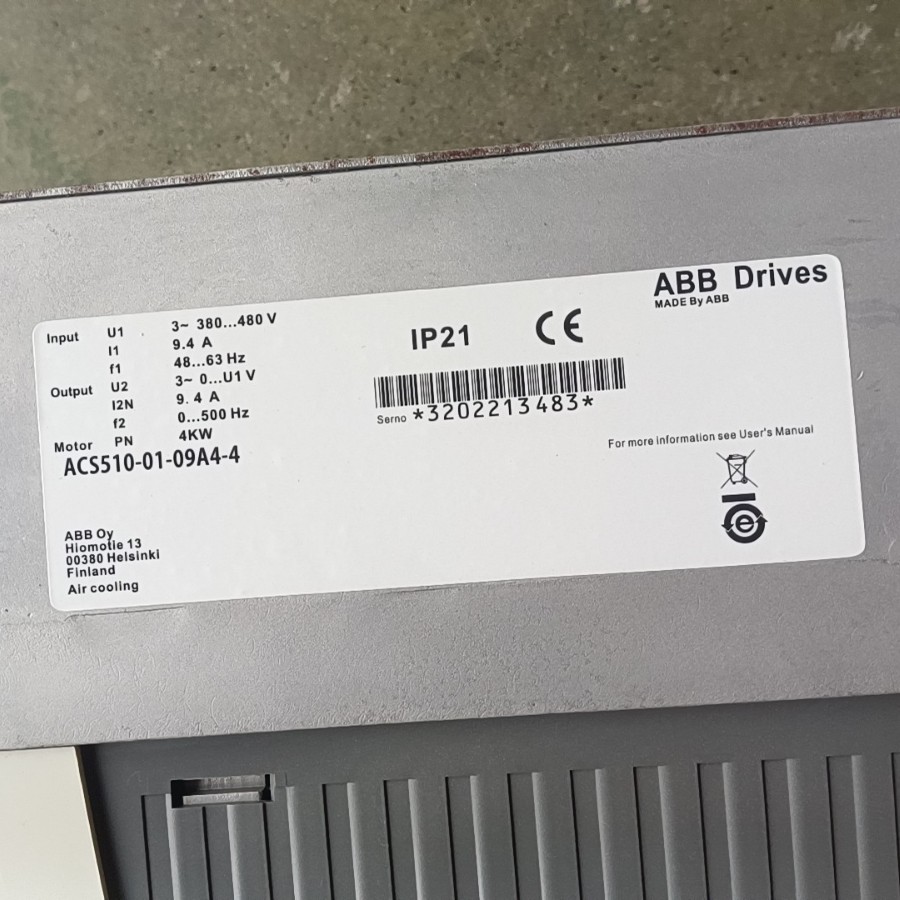 ABB Drives
MADE By ABB
Input U1 3~ 380...480 V
I1 9.4 A
f1 48...63 Hz
Output U2 3~ 0...U1 V
I2N 9. 4 A
f2 0...500 Hz
Motor PN 4KW
ACS510-01-09A4-4
IP21 CE
Serno *3202213483*
For more information see User's Manual
ABB Oy
Hiomotie 13
00380 Helsinki
Finland
Air cooling